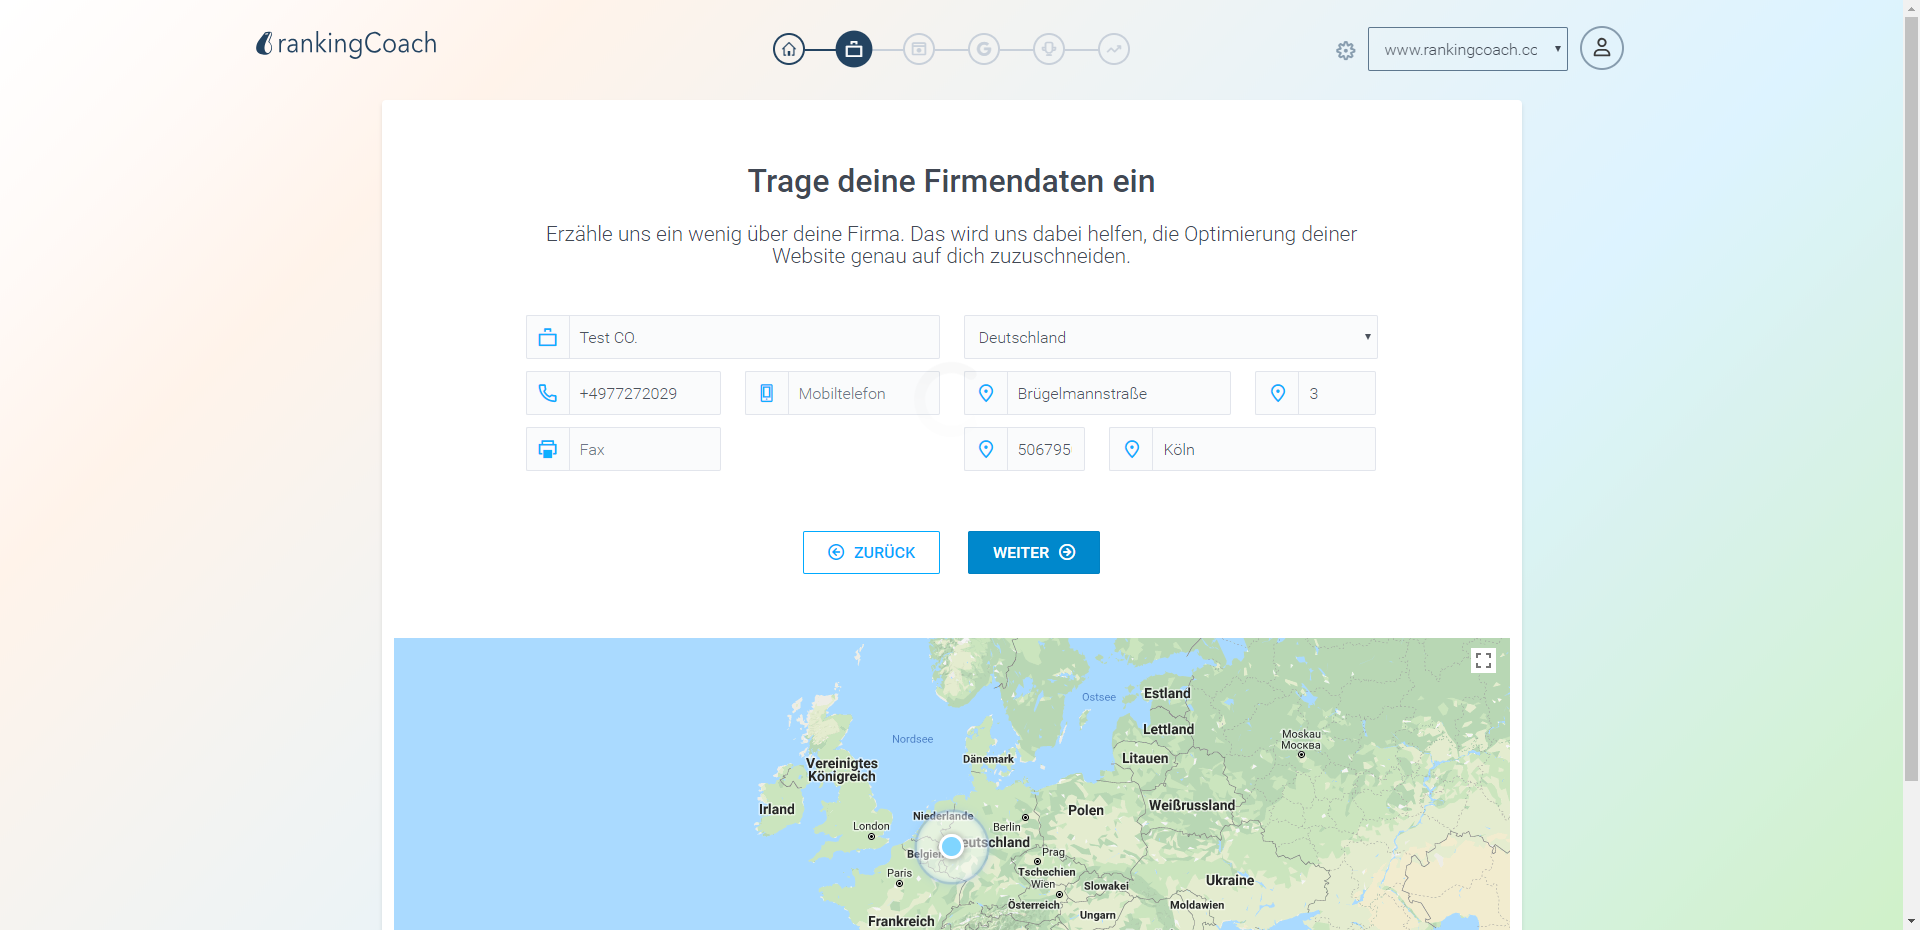 rankingCoach
www.rankingcoach.cc
Trage deine Firmendaten ein
Erzähle uns ein wenig über deine Firma. Das wird uns dabei helfen, die Optimierung deiner
Website genau auf dich zuzuschneiden.
Test CO.
Deutschland
+4977272029
Mobiltelefon
Brügelmannstraße
3
Fax
506795
Köln
ZURÜCK
WEITER
Ostsee
Estland
Nordsee
Lettland
Moskau
Москва
Vereinigtes
Königreich
Dänemark
Litauen
Irland
Polen
Weißrussland
Niederlande
London
Berlin
Deutschland
Belgien
Prag
Paris
Tschechien
Wien
Slowakei
Ukraine
Österreich
Moldawien
Frankreich
Ungarn